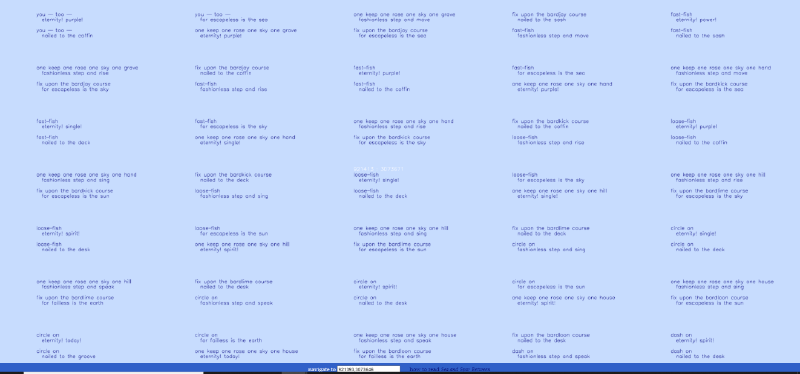 you — too —
eternity! purple!
you — too —
nailed to the coffin
you — too —
for escapeless is the sea
one keep one rose one sky one grave
eternity! purple!
one keep one rose one sky one grave
fashionless step and move
fix upon the bardjoy course
for escapeless is the sea
fix upon the bardjoy course
nailed to the sash
fast-fish
fashionless step and move
fast-fish
eternity! power!
fast-fish
nailed to the sash
one keep one rose one sky one grave
fashionless step and rise
fix upon the bardjoy course
for escapeless is the sky
fix upon the bardjoy course
nailed to the coffin
fast-fish
fashionless step and rise
fast-fish
eternity! purple!
fast-fish
nailed to the coffin
fast-fish
for escapeless is the sea
one keep one rose one sky one hand
eternity! purple!
one keep one rose one sky one hand
fashionless step and move
fix upon the bardkick course
for escapeless is the sea
fast-fish
eternity! single!
fast-fish
nailed to the deck
fast-fish
for escapeless is the sky
one keep one rose one sky one hand
eternity! single!
one keep one rose one sky one hand
fashionless step and rise
fix upon the bardkick course
for escapeless is the sky
fix upon the bardkick course
nailed to the coffin
loose-fish
fashionless step and rise
loose-fish
eternity! purple!
loose-fish
nailed to the coffin
one keep one rose one sky one hand
fashionless step and sing
fix upon the bardkick course
for escapeless is the sun
fix upon the bardkick course
nailed to the deck
loose-fish
fashionless step and sing
loose-fish
eternity! single!
loose-fish
nailed to the deck
loose-fish
for escapeless is the sky
one keep one rose one sky one hill
eternity! single!
one keep one rose one sky one hill
fashionless step and rise
fix upon the bardlime course
for escapeless is the sky
loose-fish
eternity! spirit!
loose-fish
nailed to the deck
loose-fish
for escapeless is the sun
one keep one rose one sky one hill
eternity! spirit!
one keep one rose one sky one hill
fashionless step and sing
fix upon the bardlime course
for escapeless is the sun
fix upon the bardlime course
nailed to the deck
circle on
fashionless step and sing
circle on
eternity! single!
circle on
nailed to the deck
one keep one rose one sky one hill
fashionless step and speak
fix upon the bardlime course
for failless is the earth
fix upon the bardlime course
nailed to the deck
circle on
fashionless step and speak
circle on
eternity! spirit!
circle on
nailed to the deck
circle on
for escapeless is the sun
one keep one rose one sky one house
eternity! spirit!
one keep one rose one sky one house
fashionless step and sing
fix upon the bardloon course
for escapeless is the sun
circle on
eternity! today!
circle on
nailed to the groove
circle on
for failless is the earth
one keep one rose one sky one house
eternity! today!
one keep one rose one sky one house
fashionless step and speak
fix upon the bardloon course
for failless is the earth
fix upon the bardloon course
nailed to the deck
dash on
fashionless step and speak
dash on
eternity! spirit!
dash on
nailed to the deck
navigate to